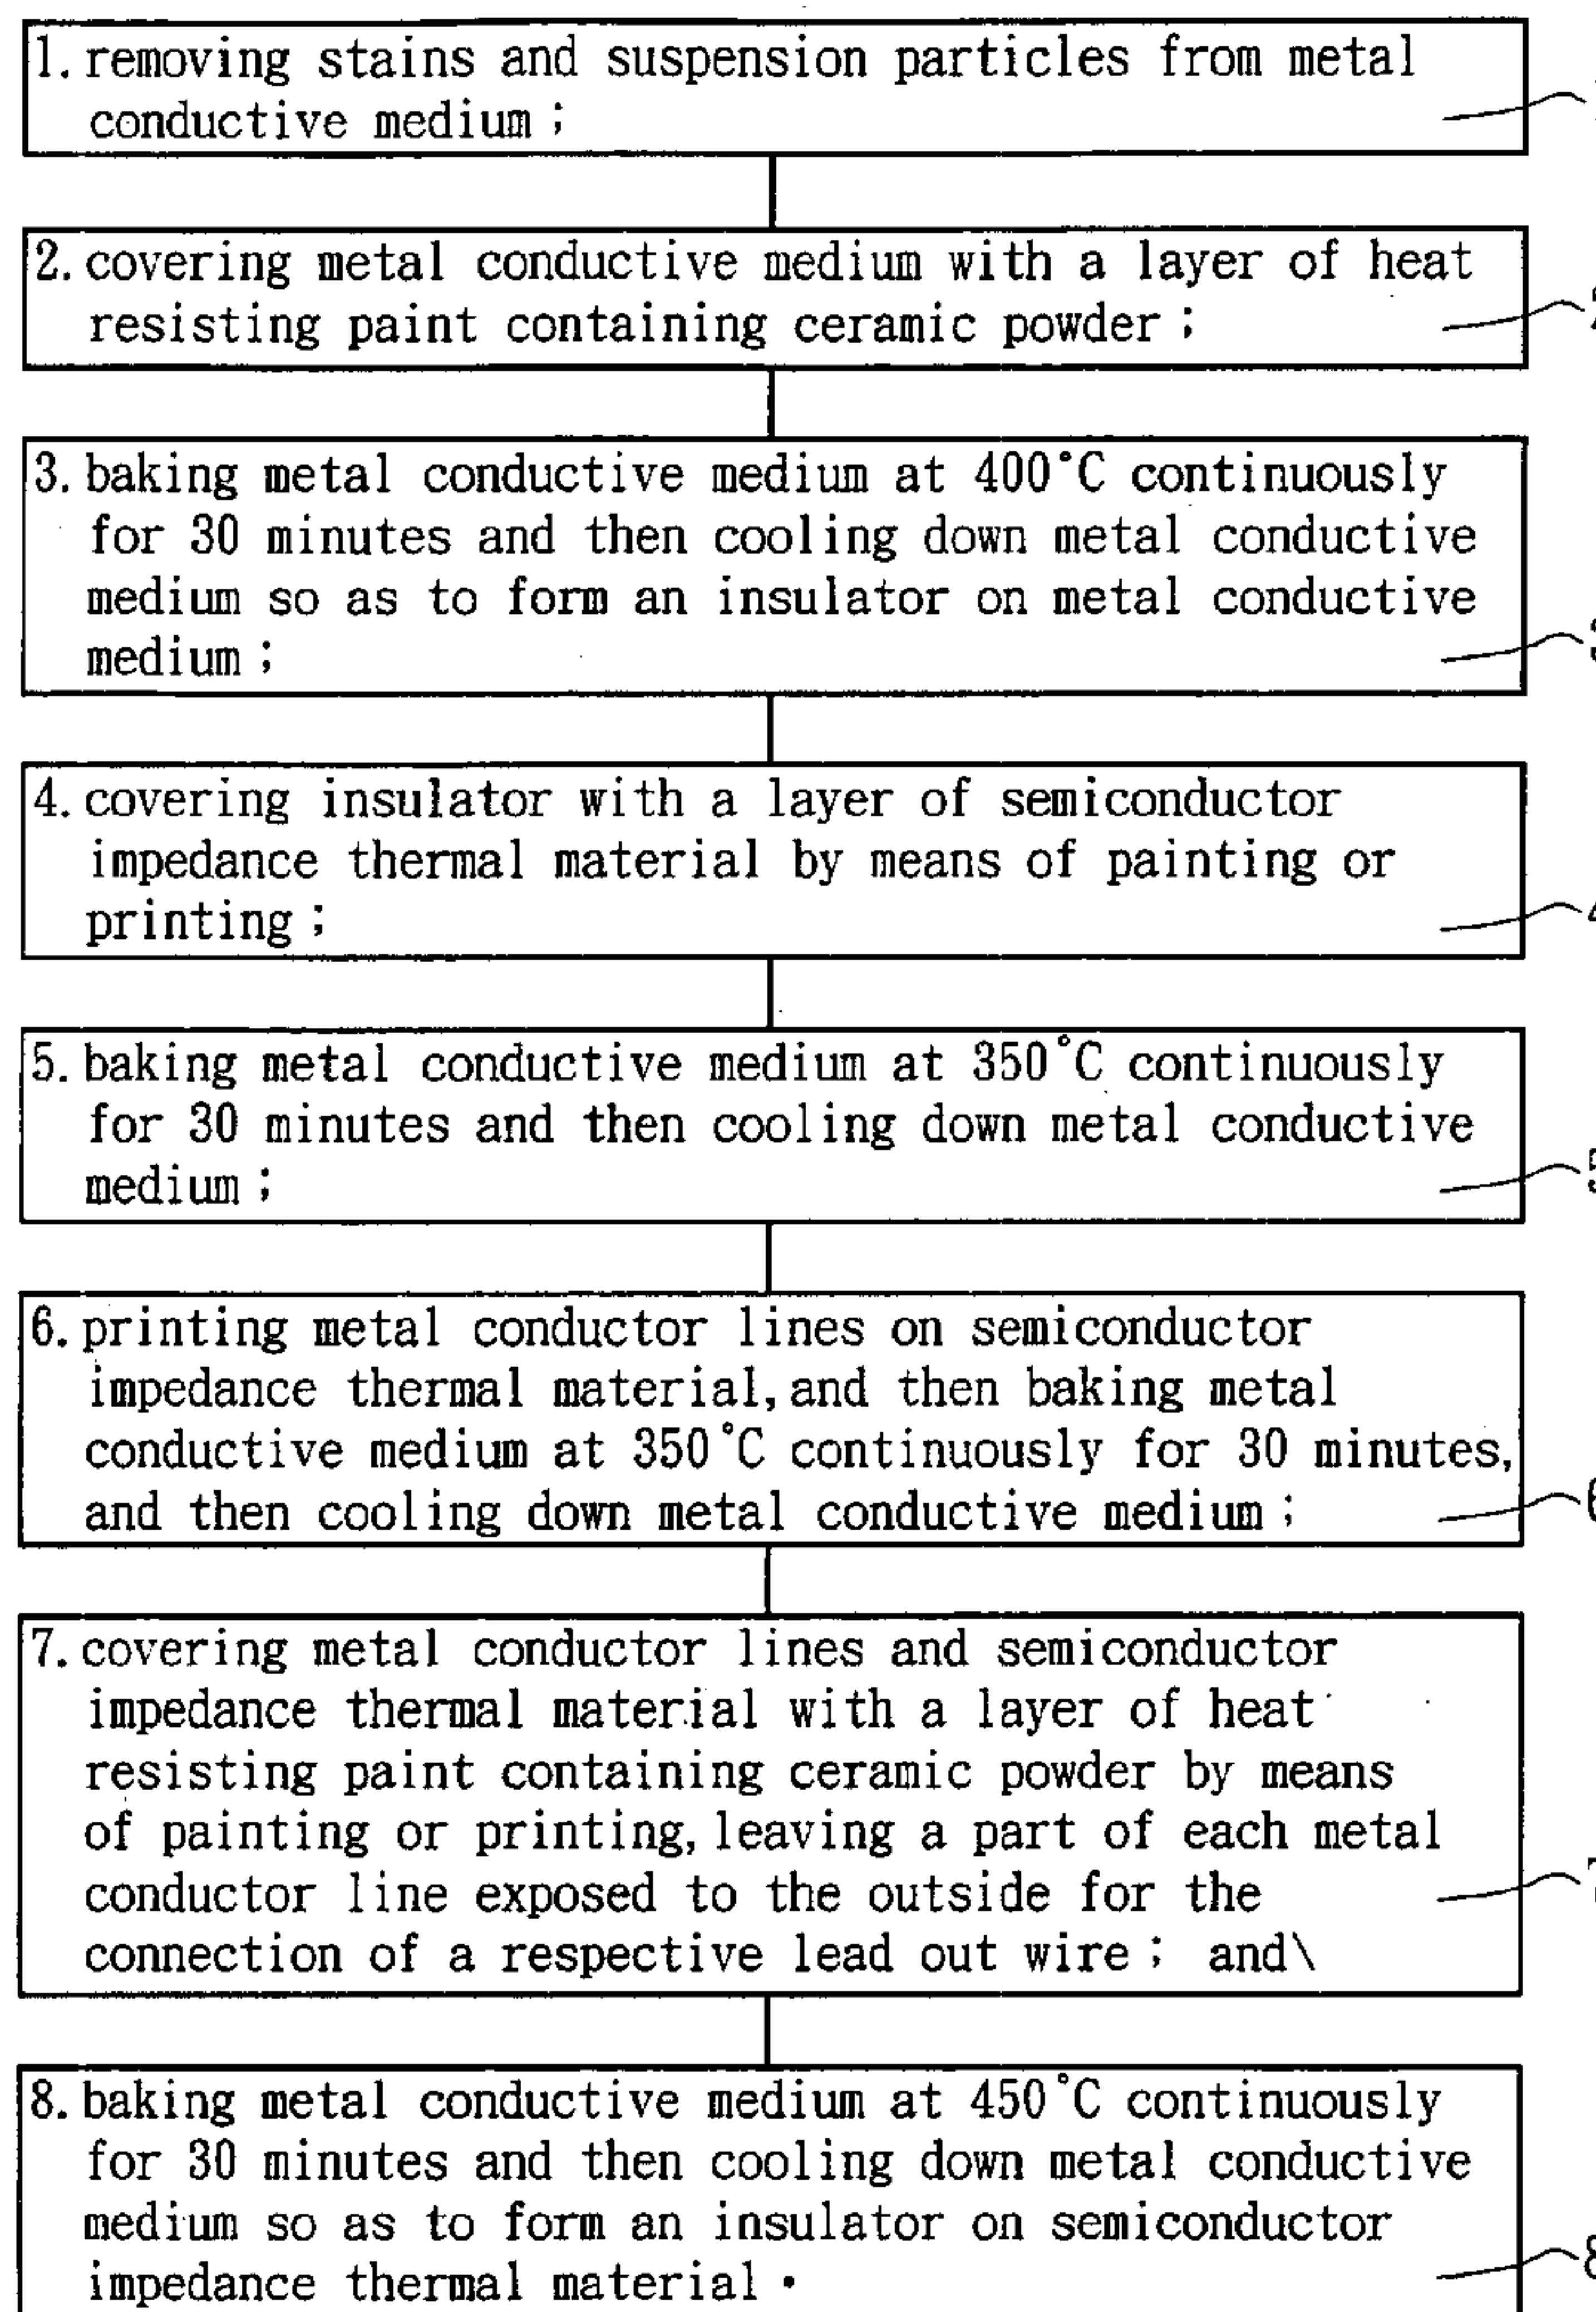 1. removing stains and suspension particles from metal
conductive medium;
2. covering metal conductive medium with a layer of heat
resisting paint containing ceramic powder;
3. baking metal conductive medium at 400°C continuously
for 30 minutes and then cooling down metal conductive
medium so as to form an insulator on metal conductive
medium;
4. covering insulator with a layer of semiconductor
impedance thermal material by means of painting or
printing;
5. baking metal conductive medium at 350°C continuously
for 30 minutes and then cooling down metal conductive
medium;
6. printing metal conductor lines on semiconductor
impedance thermal material, and then baking metal
conductive medium at 350°C continuously for 30 minutes,
and then cooling down metal conductive medium;
6
7. covering metal conductor lines and semiconductor
impedance thermal material with a layer of heat
resisting paint containing ceramic powder by means
of painting or printing, leaving a part of each metal
conductor line exposed to the outside for the
connection of a respective lead out wire; and\
8. baking metal conductive medium at 450°C continuously
for 30 minutes and then cooling down metal conductive
medium so as to form an insulator on semiconductor
impedance thermal material.
8